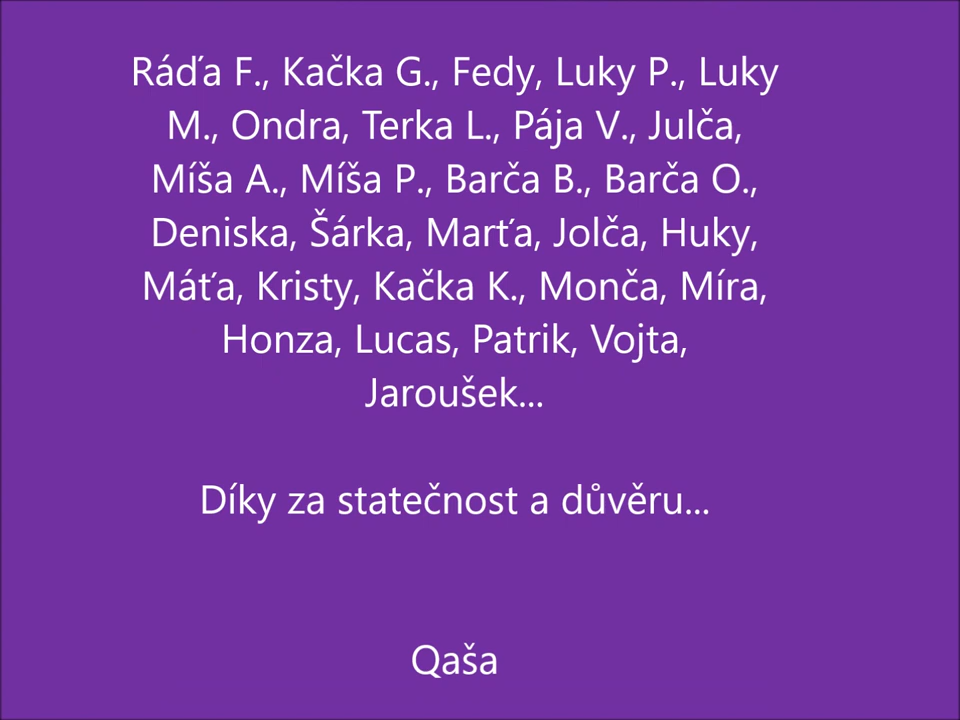 Ráďa F., Kačka G., Fedy, Luky P., Luky
M., Ondra, Terka L., Pája V., Julča,
Míša A., Míša P., Barča B., Barča O.,
Deniska, Šárka, Marťa, Jolča, Huky,
Máťa, Kristy, Kačka K., Monča, Míra,
Honza, Lucas, Patrik, Vojta,
Jaroušek...
Díky za statečnost a důvěru...
Qaša